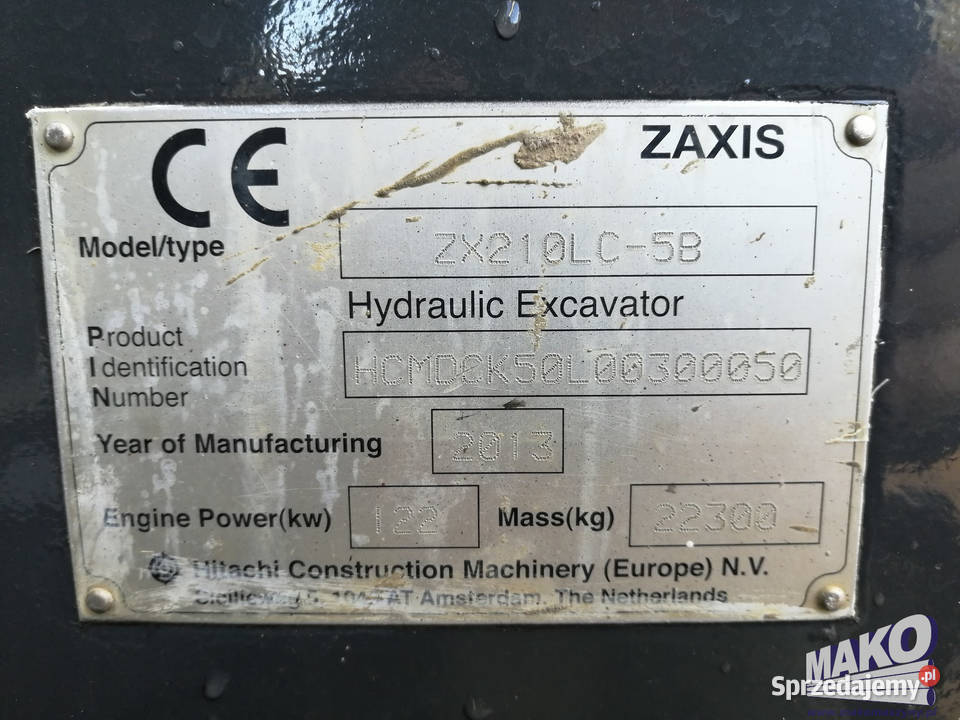 CE ZAXIS
Model/type ZX210LC-5B
Hydraulic Excavator
Product
Identification HCMDCK50L00300050
Number
Year of Manufacturing 2013
Engine Power(kw) 122 Mass(kg) 22300
Hitachi Construction Machinery (Europe) N.V.
Amsterdam, The Netherlands
MAKO
Sprzedajemy.pl